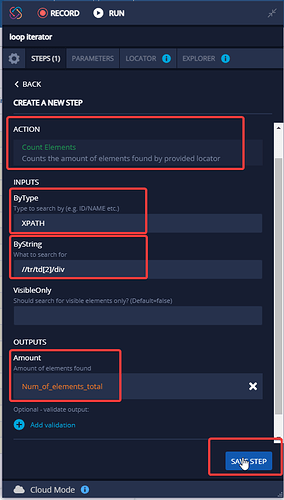 RECORD RUN
loop iterator
STEPS (1) PARAMETERS LOCATOR EXPLORER
BACK
CREATE A NEW STEP
ACTION
Count Elements
Counts the amount of elements found by provided locator
INPUTS
ByType
Type to search by (e.g. ID/NAME etc.)
XPATH
ByString
What to search for
//tr/td[2]/div
VisibleOnly
Should search for visible elements only? (Default=false)
OUTPUTS
Amount
Amount of elements found
Num_of_elements_total
Optional - validate output:
Add validation
SAVE STEP
Cloud Mode